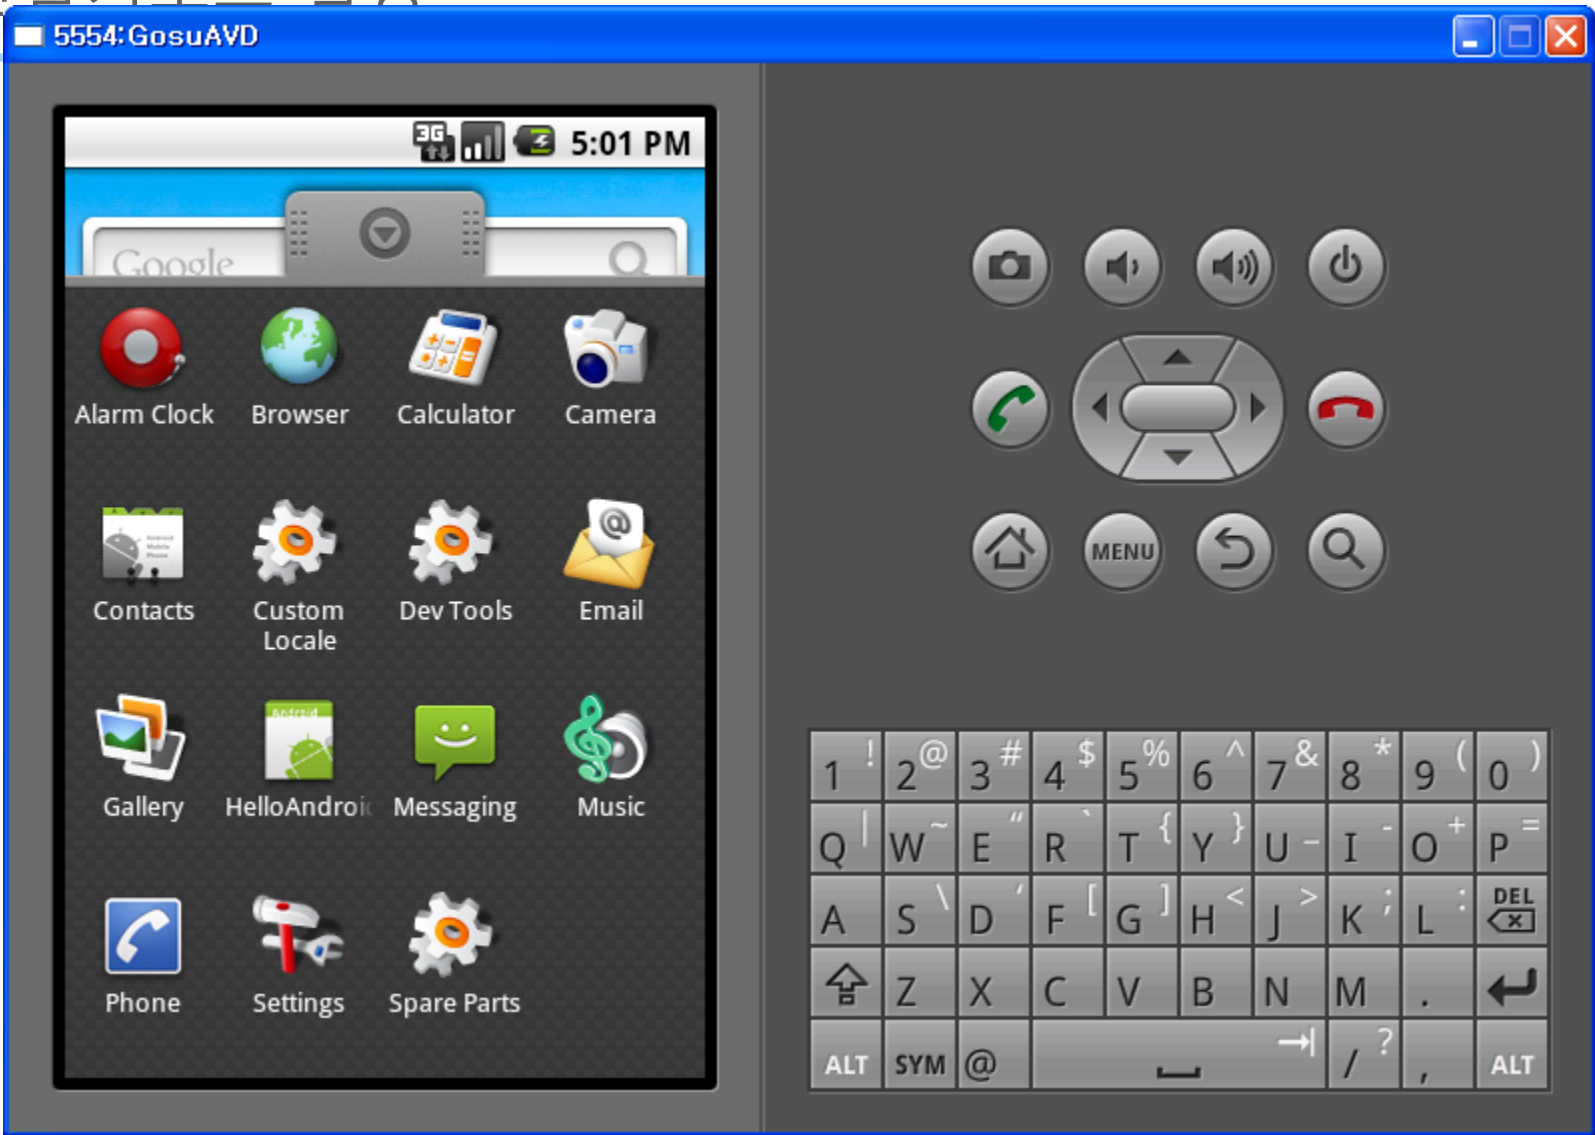 5554:GosuAVD
3G 5:01 PM
Google
Alarm Clock Browser Calculator Camera
Contacts Custom Locale Dev Tools Email
Android
Gallery HelloAndroi Messaging Music
Phone Settings Spare Parts
MENU
1 ! 2 @ 3 # 4 $ 5 % 6 ^ 7 & 8 * 9 ( 0 )
Q | W ~ E " R ` T { Y } U _ I - O + P =
A S \ D ' F [ G ] H < J > K ; L : DEL
Z X C V B N M .
ALT SYM @ / ? , ALT